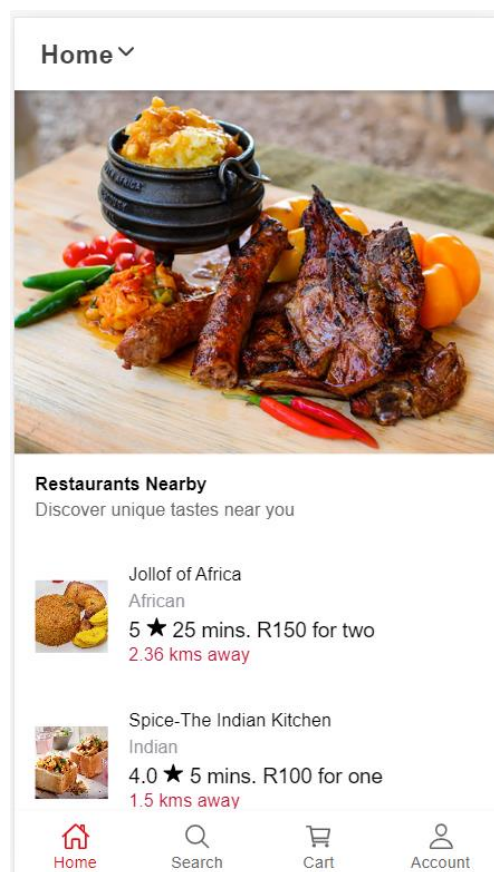 Home
Restaurants Nearby
Discover unique tastes near you
Jollof of Africa
African
5 ★ 25 mins. R150 for two
2.36 kms away
Spice-The Indian Kitchen
Indian
4.0 ★ 5 mins. R100 for one
1.5 kms away
Home
Search
Cart
Account